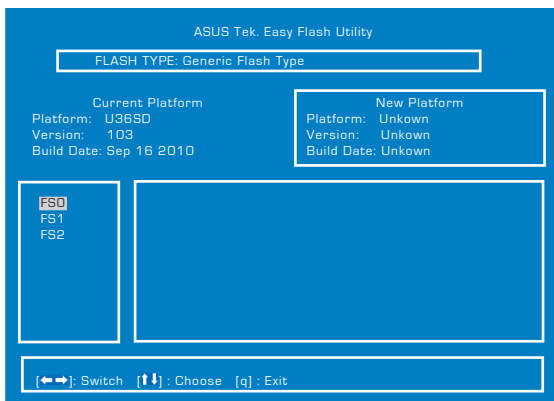 ASUS Tek. Easy Flash Utility
FLASH TYPE: Generic Flash Type
Current Platform
Platform: U36SD
Version: 103
Build Date: Sep 16 2010
New Platform
Platform: Unkown
Version: Unkown
Build Date: Unkown
FS0
FS1
FS2
[←→]: Switch [↑↓] : Choose [q] : Exit